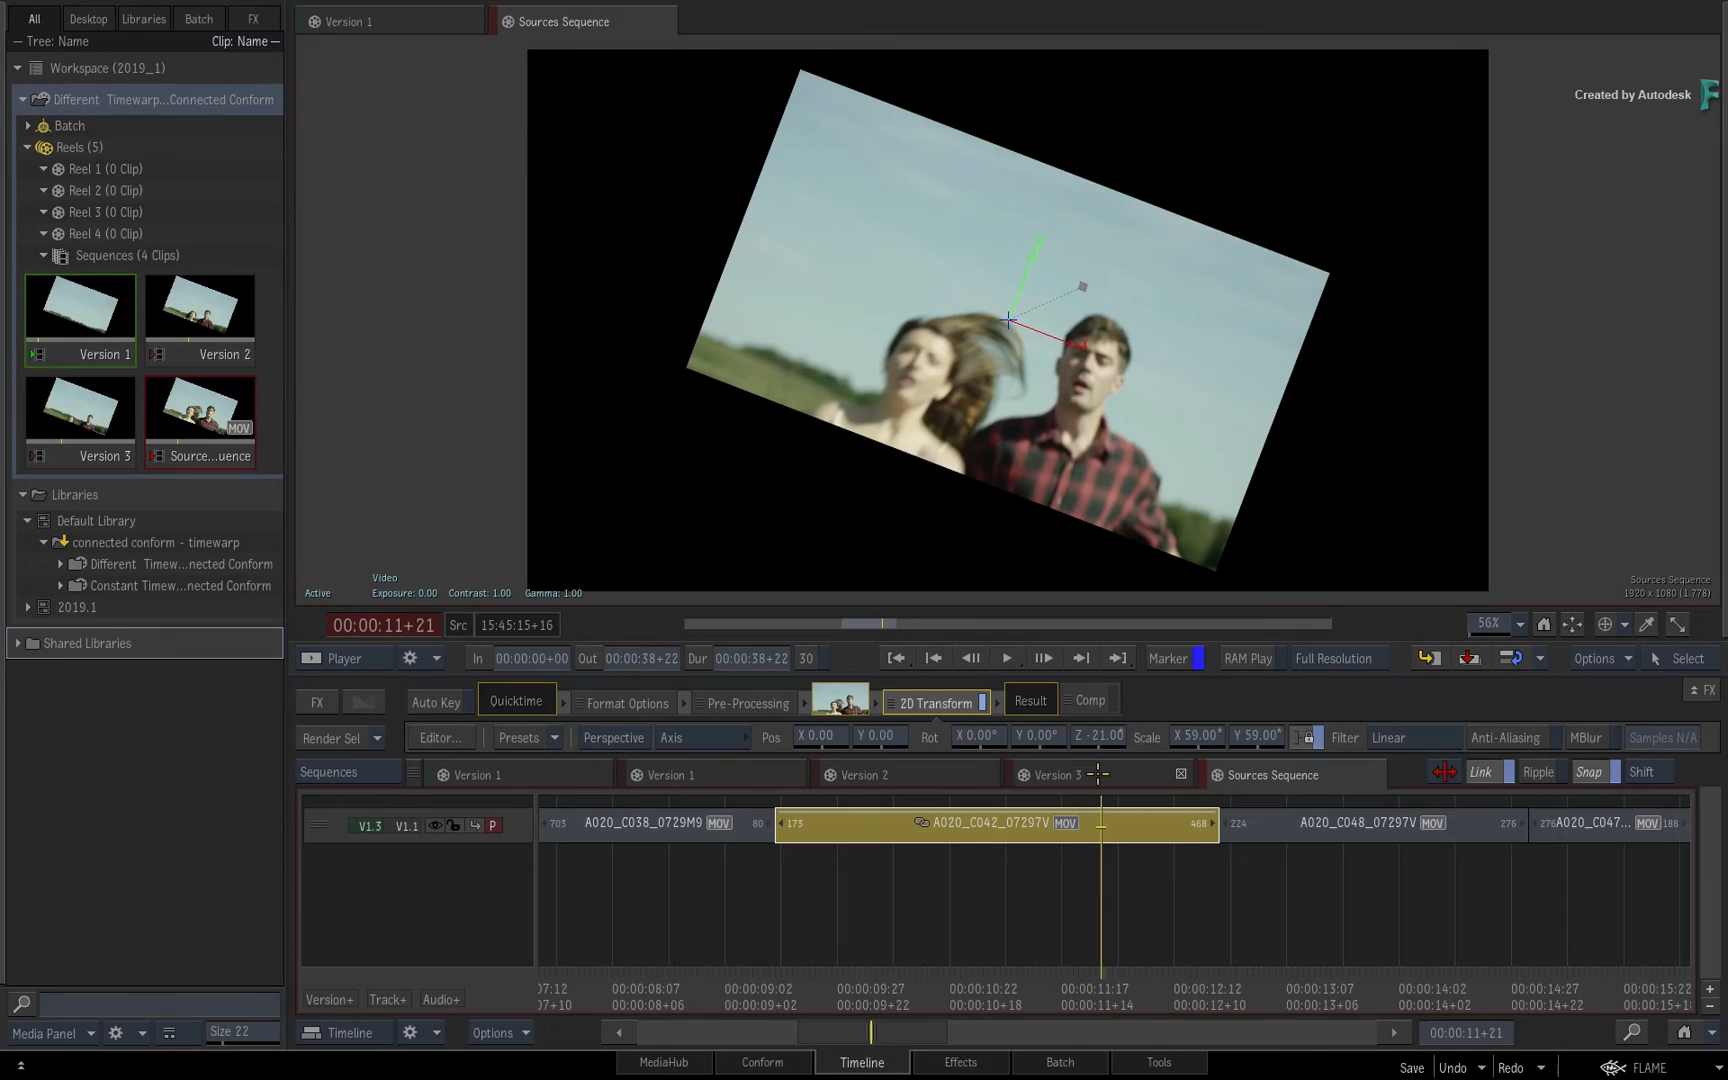 All Desktop Libraries Batch FX
Tree: Name Clip: Name
Workspace (2019_1)
Different Timewarp...Connected Conform
Batch
Reels (5)
Reel 1 (0 Clip)
Reel 2 (0 Clip)
Reel 3 (0 Clip)
Reel 4 (0 Clip)
Sequences (4 Clips)
Version 1 Version 2
MOV
Version 3 Source...uence
Libraries
Default Library
connected conform - timewarp
Different Timew...nected Conform
Constant Timew...nected Conform
2019.1
Shared Libraries
Media Panel Size 22
Version 1 Sources Sequence
Created by Autodesk
Video
Active Exposure: 0.00 Contrast: 1.00 Gamma: 1.00
Sources Sequence
1920 x 1080 (1.778)
00:00:11+21 Src 15:45:15+16 56%
Player In 00:00:00+00 Out 00:00:38+22 Dur 00:00:38+22 30 Marker RAM Play Full Resolution Options Select
FX Auto Key Quicktime Format Options Pre-Processing 2D Transform Result Comp FX
Render Sel Editor... Presets Perspective Axis Pos X 0.00 Y 0.00 Rot X 0.00° Y 0.00° Z -21.00° Scale X 59.00* Y 59.00* Filter Linear Anti-Aliasing MBlur Samples N/A
Sequences Version 1 Version 1 Version 2 Version 3 Sources Sequence Link Ripple Snap Shift
V1.3 V1.1 P 703 A020_C038_0729M9 MOV 80 173 A020_C042_07297V MOV 468 224 A020_C048_07297V MOV 276 276 A020_C047... MOV 188
Version+ Track+ Audio+
07:12 00:00:08:07 00:00:09:02 00:00:09:27 00:00:10:22 00:00:11:17 00:00:12:12 00:00:13:07 00:00:14:02 00:00:14:27 00:00:15:22
07+10 00:00:08+06 00:00:09+02 00:00:09+22 00:00:10+18 00:00:11+14 00:00:12+10 00:00:13+06 00:00:14+02 00:00:14+22 00:00:15+1
Timeline Options 00:00:11+21
MediaHub Conform Timeline Effects Batch Tools
Save Undo Redo FLAME